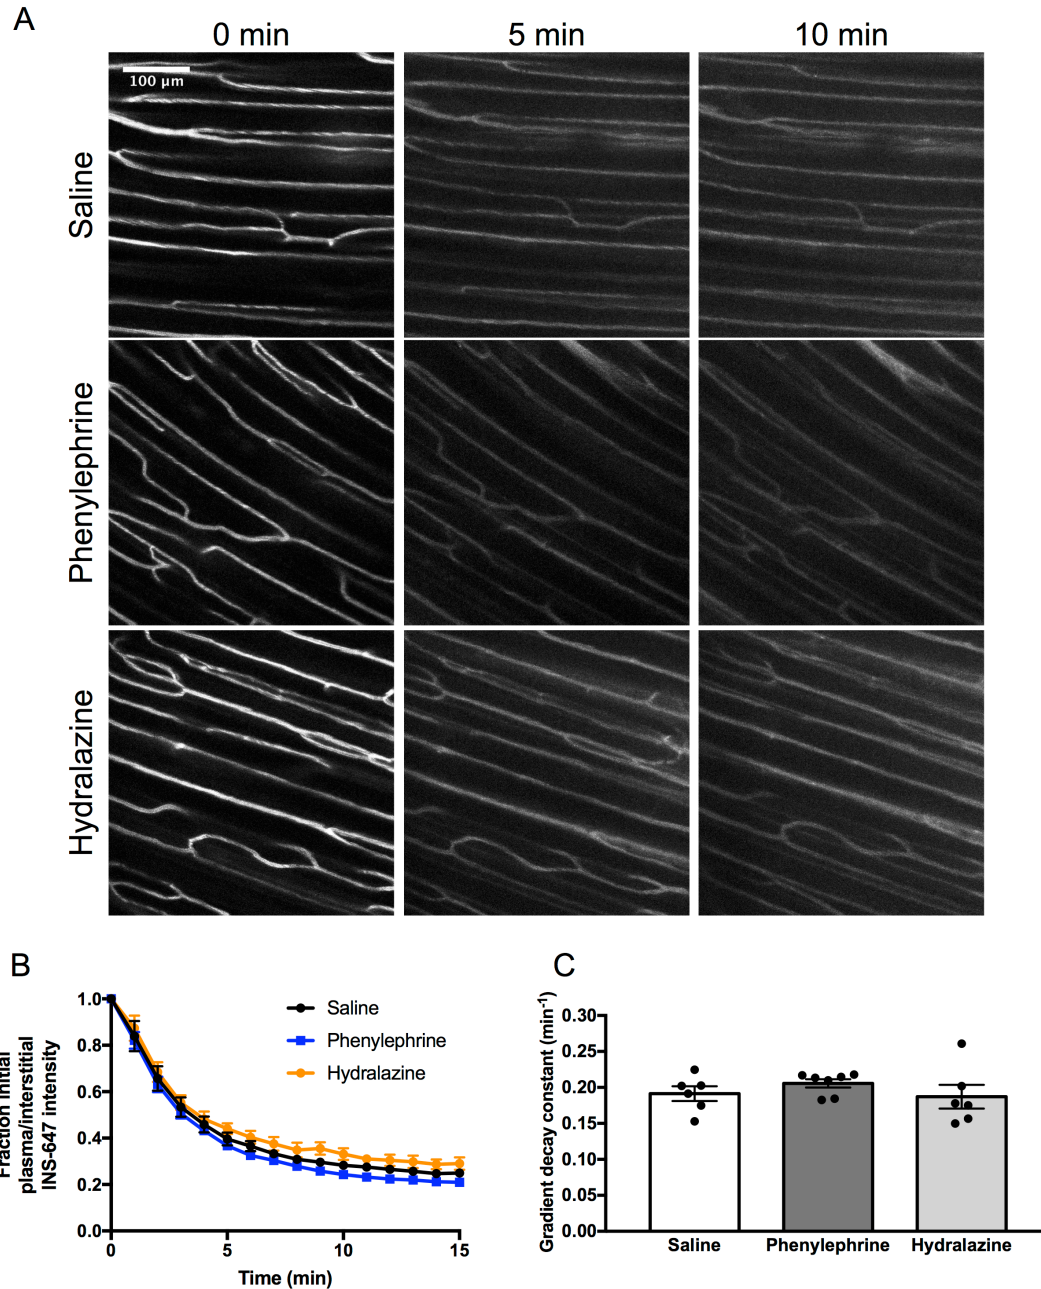 A
0 min
5 min
10 min
100 µm
Saline
Phenylephrine
Hydralazine
B
Fraction initial
plasma/interstitial
INS-647 intensity
1.0
0.8
0.6
0.4
0.2
0.0
0
5
10
15
Time (min)
Saline
Phenylephrine
Hydralazine
C
Gradient decay constant (min⁻¹)
0.30
0.25
0.20
0.15
0.10
0.05
0.00
Saline
Phenylephrine
Hydralazine